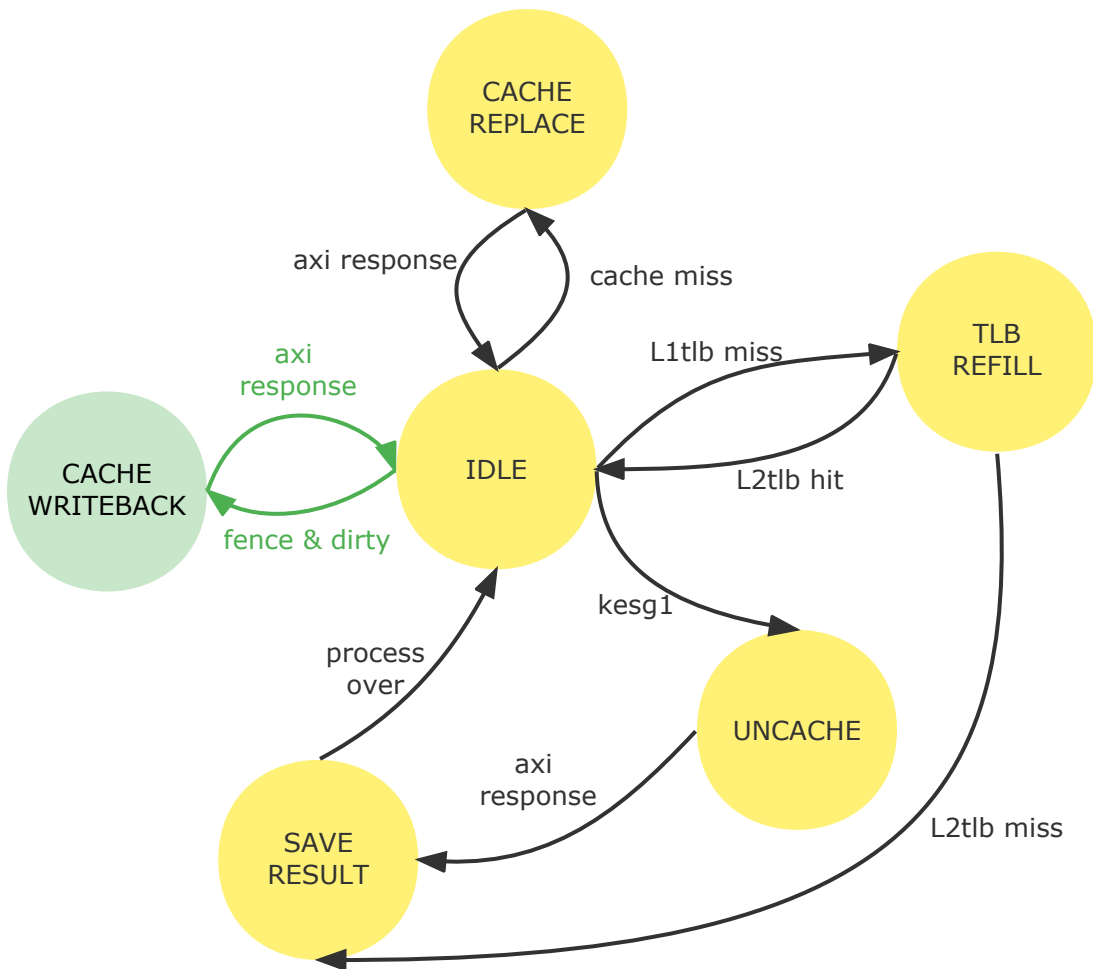 CACHE
REPLACE
axi response
cache miss
TLB
REFILL
L1tlb miss
axi
response
CACHE
WRITEBACK
IDLE
L2tlb hit
fence & dirty
kesg1
process
over
UNCACHE
axi
response
L2tlb miss
SAVE
RESULT